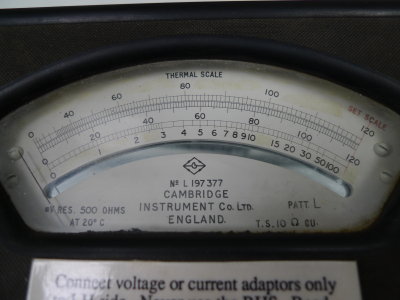 THERMAL SCALE
0 40 60 80 100 120
SET SCALE
0 20 40 60 80 100 120
0 1 2 3 4 5 6 7 8 9 10 15 20 30 50 100
Nº L 197377
CAMBRIDGE
INSTRUMENT Co. LTD.
ENGLAND.
RES. 500 OHMS
AT 20° C
PATT. L
T.S. 10 Ω CU.
Connect voltage or current adaptors only